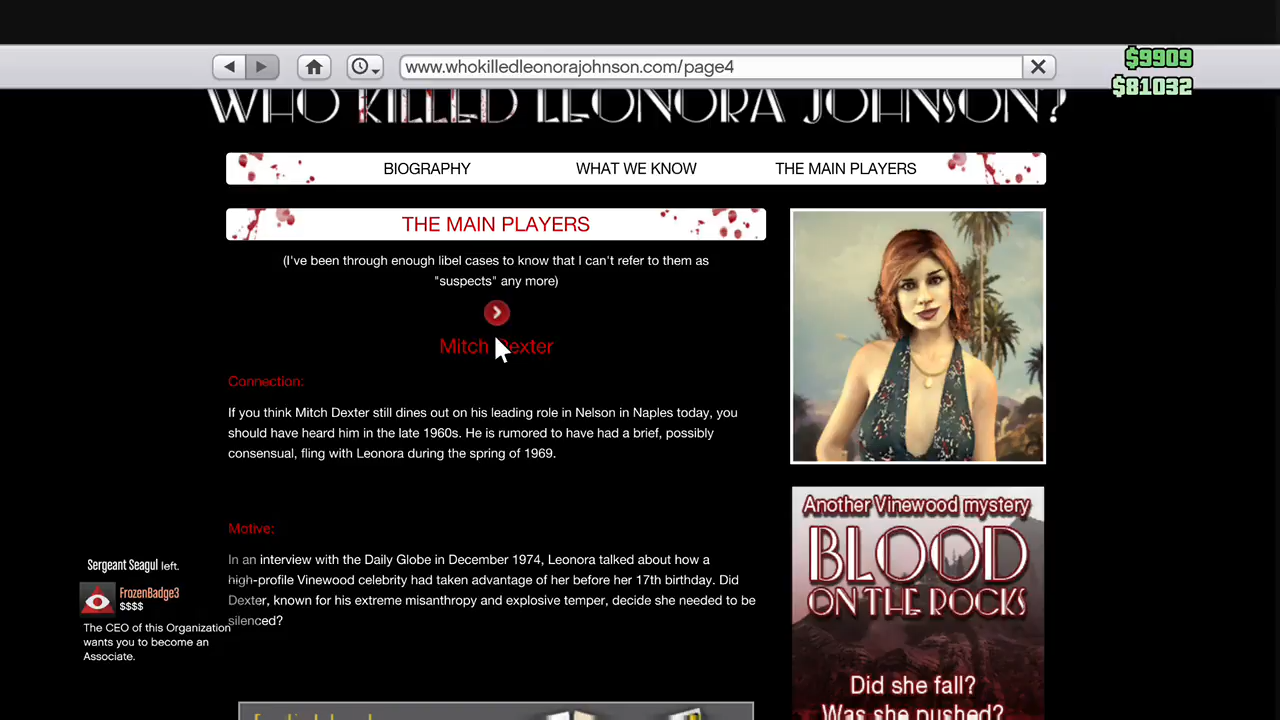 www.whokilledleonorajohnson.com/page4
$9909
$81032
WHO KILLED LEONORA JOHNSON?
BIOGRAPHY
WHAT WE KNOW
THE MAIN PLAYERS
THE MAIN PLAYERS
(I've been through enough libel cases to know that I can't refer to them as
"suspects" any more)
Mitch Dexter
Connection:
If you think Mitch Dexter still dines out on his leading role in Nelson in Naples today, you
should have heard him in the late 1960s. He is rumored to have had a brief, possibly
consensual, fling with Leonora during the spring of 1969.
Motive:
In an interview with the Daily Globe in December 1974, Leonora talked about how a
high-profile Vinewood celebrity had taken advantage of her before her 17th birthday. Did
Dexter, known for his extreme misanthropy and explosive temper, decide she needed to be
silenced?
Another Vinewood mystery
BLOOD
ON THE ROCKS
Did she fall?
Was she pushed?
Sergeant Seagul left.
FrozenBadge3
$$$$
The CEO of this Organization
wants you to become an
Associate.